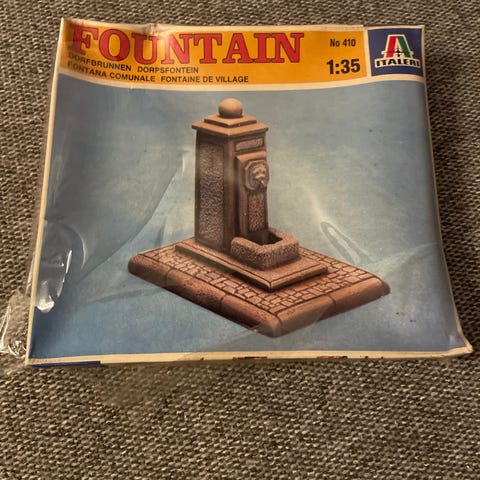 FOUNTAIN
No 410
DORFBRUNNEN DORPSFONTEIN
FONTANA COMUNALE FONTAINE DE VILLAGE
1:35
ITALERI